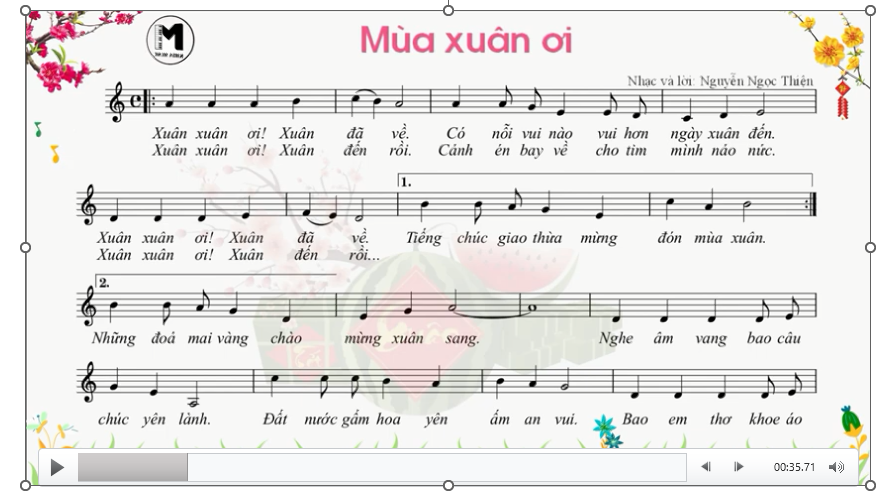 Mùa xuân ơi
Nhạc và lời: Nguyễn Ngọc Thiện
Xuân xuân ơi! Xuân đã về. Có nỗi vui nào vui hơn ngày xuân đến.
Xuân xuân ơi! Xuân đến rồi. Cánh én bay về cho tim mình náo nức.
1.
Xuân xuân ơi! Xuân đã về. Tiếng chúc giao thừa mừng đón mùa xuân.
Xuân xuân ơi! Xuân đến rồi...
2.
Những đoá mai vàng chào mừng xuân sang. Nghe âm vang bao câu
chúc yên lành. Đất nước gấm hoa yên ấm an vui. Bao em thơ khoe áo
00:35.71